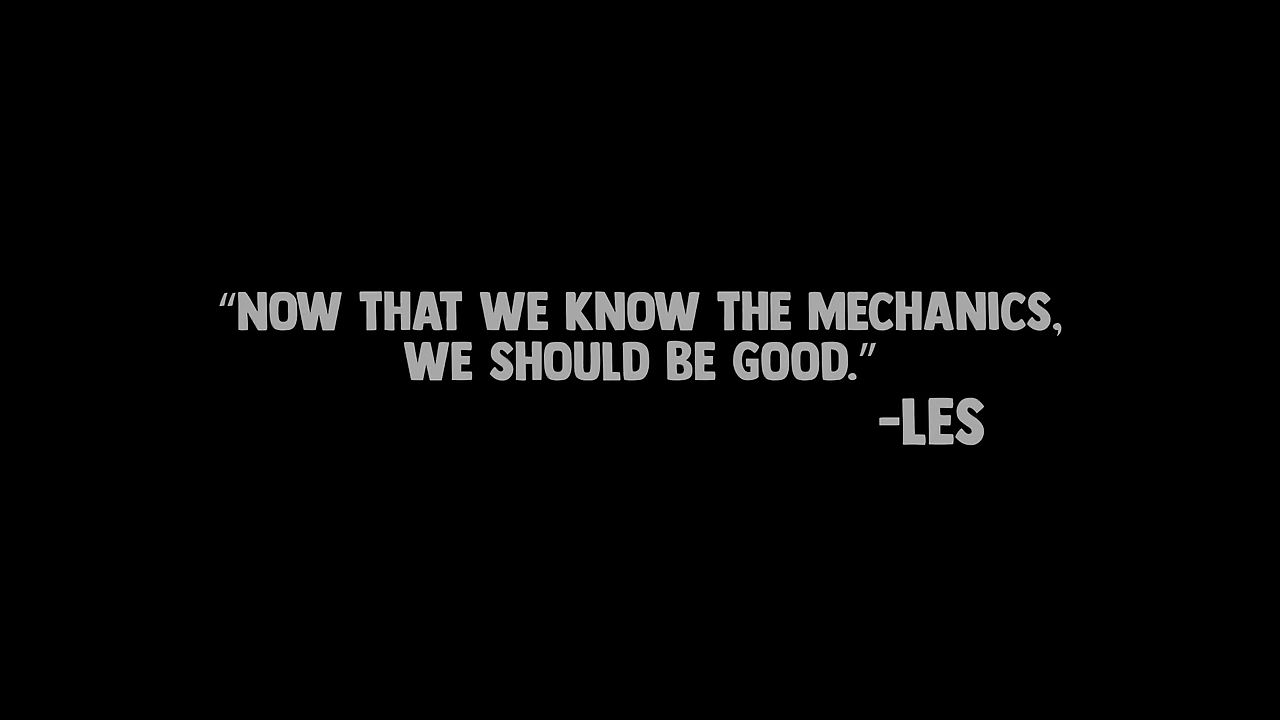 “NOW THAT WE KNOW THE MECHANICS,
WE SHOULD BE GOOD.”
-LES